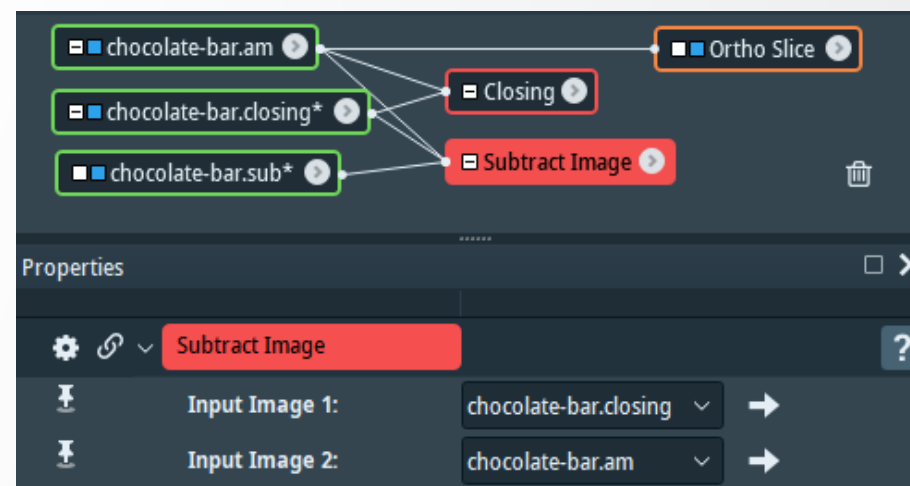 chocolate-bar.am
Ortho Slice
Closing
chocolate-bar.closing*
Subtract Image
chocolate-bar.sub*
Properties
Subtract Image
?
Input Image 1:
chocolate-bar.closing
Input Image 2:
chocolate-bar.am